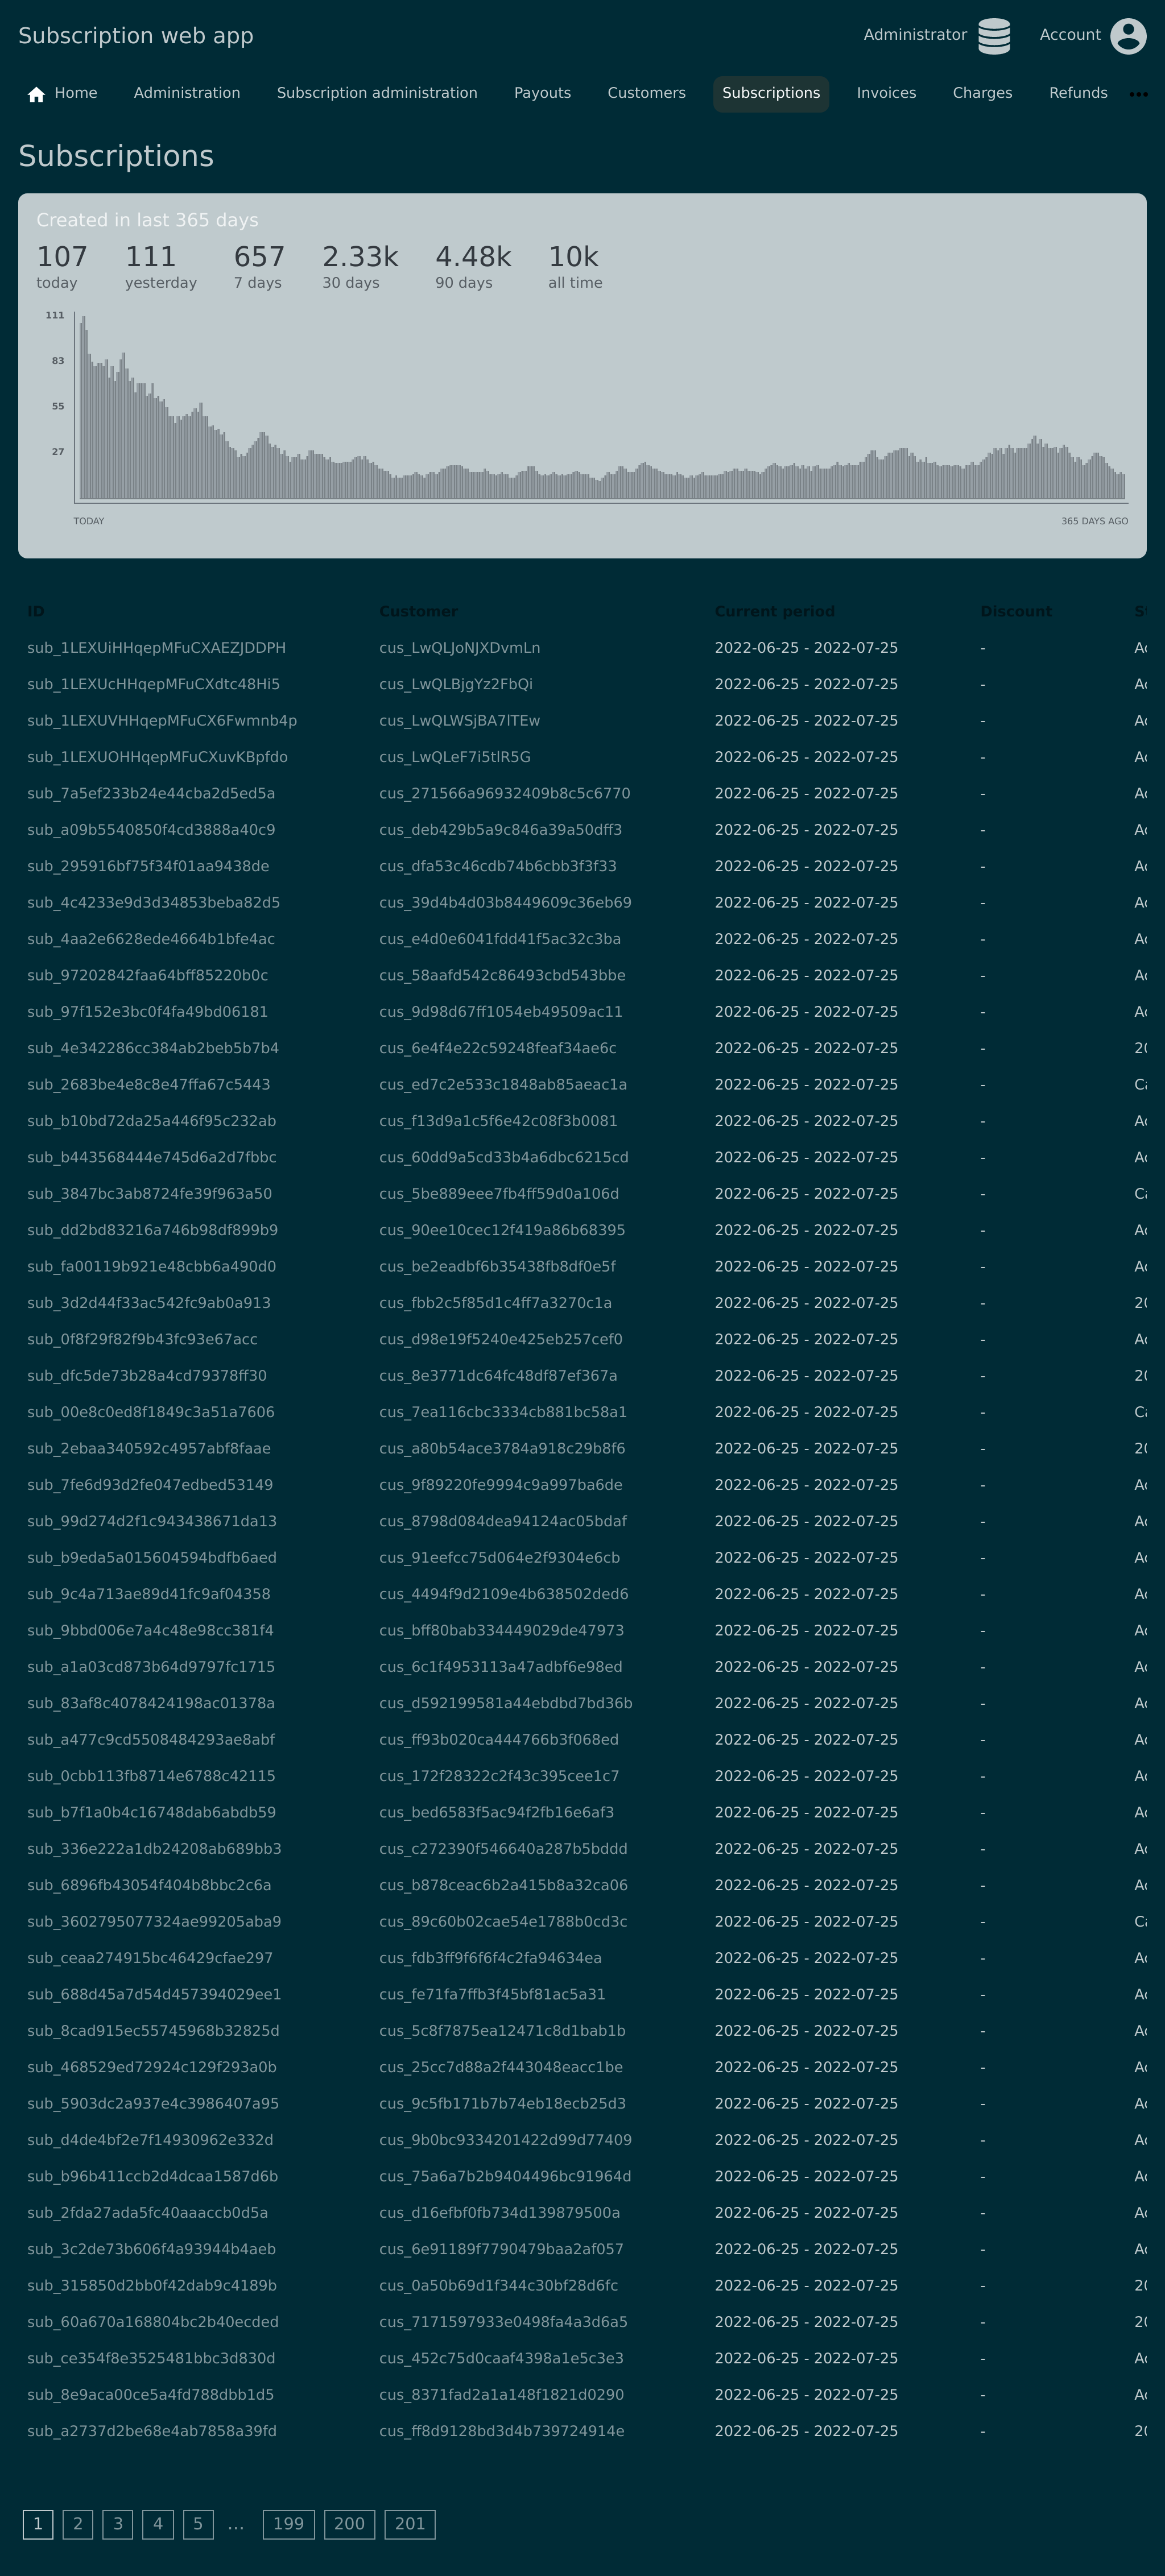 Subscription web app
Administrator Account
Home Administration Subscription administration Payouts Customers Subscriptions Invoices Charges Refunds
Subscriptions
Created in last 365 days
107 111 657 2.33k 4.48k 10k
today yesterday 7 days 30 days 90 days all time
111
83
55
27
TODAY 365 DAYS AGO
ID Customer Current period Discount
sub_1LEXUiHHqepMFuCXAEZJDDPH cus_LwQLJoNJXDvmLn 2022-06-25 - 2022-07-25 -
sub_1LEXUcHHqepMFuCXdtc48Hi5 cus_LwQLBjgYz2FbQi 2022-06-25 - 2022-07-25 -
sub_1LEXUVHHqepMFuCX6Fwmnb4p cus_LwQLWSjBA7lTEw 2022-06-25 - 2022-07-25 -
sub_1LEXUOHHqepMFuCXuvKBpfdo cus_LwQLeF7i5tlR5G 2022-06-25 - 2022-07-25 -
sub_7a5ef233b24e44cba2d5ed5a cus_271566a96932409b8c5c6770 2022-06-25 - 2022-07-25 -
sub_a09b5540850f4cd3888a40c9 cus_deb429b5a9c846a39a50dff3 2022-06-25 - 2022-07-25 -
sub_295916bf75f34f01aa9438de cus_dfa53c46cdb74b6cbb3f3f33 2022-06-25 - 2022-07-25 -
sub_4c4233e9d3d34853beba82d5 cus_39d4b4d03b8449609c36eb69 2022-06-25 - 2022-07-25 -
sub_4aa2e6628ede4664b1bfe4ac cus_e4d0e6041fdd41f5ac32c3ba 2022-06-25 - 2022-07-25 -
sub_97202842faa64bff85220b0c cus_58aafd542c86493cbd543bbe 2022-06-25 - 2022-07-25 -
sub_97f152e3bc0f4fa49bd06181 cus_9d98d67ff1054eb49509ac11 2022-06-25 - 2022-07-25 -
sub_4e342286cc384ab2beb5b7b4 cus_6e4f4e22c59248feaf34ae6c 2022-06-25 - 2022-07-25 -
sub_2683be4e8c8e47ffa67c5443 cus_ed7c2e533c1848ab85aeac1a 2022-06-25 - 2022-07-25 -
sub_b10bd72da25a446f95c232ab cus_f13d9a1c5f6e42c08f3b0081 2022-06-25 - 2022-07-25 -
sub_b443568444e745d6a2d7fbbc cus_60dd9a5cd33b4a6dbc6215cd 2022-06-25 - 2022-07-25 -
sub_3847bc3ab8724fe39f963a50 cus_5be889eee7fb4ff59d0a106d 2022-06-25 - 2022-07-25 -
sub_dd2bd83216a746b98df899b9 cus_90ee10cec12f419a86b68395 2022-06-25 - 2022-07-25 -
sub_fa00119b921e48cbb6a490d0 cus_be2eadbf6b35438fb8df0e5f 2022-06-25 - 2022-07-25 -
sub_3d2d44f33ac542fc9ab0a913 cus_fbb2c5f85d1c4ff7a3270c1a 2022-06-25 - 2022-07-25 -
sub_0f8f29f82f9b43fc93e67acc cus_d98e19f5240e425eb257cef0 2022-06-25 - 2022-07-25 -
sub_dfc5de73b28a4cd79378ff30 cus_8e3771dc64fc48df87ef367a 2022-06-25 - 2022-07-25 -
sub_00e8c0ed8f1849c3a51a7606 cus_7ea116cbc3334cb881bc58a1 2022-06-25 - 2022-07-25 -
sub_2ebaa340592c4957abf8faae cus_a80b54ace3784a918c29b8f6 2022-06-25 - 2022-07-25 -
sub_7fe6d93d2fe047edbed53149 cus_9f89220fe9994c9a997ba6de 2022-06-25 - 2022-07-25 -
sub_99d274d2f1c943438671da13 cus_8798d084dea94124ac05bdaf 2022-06-25 - 2022-07-25 -
sub_b9eda5a015604594bdfb6aed cus_91eefcc75d064e2f9304e6cb 2022-06-25 - 2022-07-25 -
sub_9c4a713ae89d41fc9af04358 cus_4494f9d2109e4b638502ded6 2022-06-25 - 2022-07-25 -
sub_9bbd006e7a4c48e98cc381f4 cus_bff80bab334449029de47973 2022-06-25 - 2022-07-25 -
sub_a1a03cd873b64d9797fc1715 cus_6c1f4953113a47adbf6e98ed 2022-06-25 - 2022-07-25 -
sub_83af8c4078424198ac01378a cus_d592199581a44ebdbd7bd36b 2022-06-25 - 2022-07-25 -
sub_a477c9cd5508484293ae8abf cus_ff93b020ca444766b3f068ed 2022-06-25 - 2022-07-25 -
sub_0cbb113fb8714e6788c42115 cus_172f28322c2f43c395cee1c7 2022-06-25 - 2022-07-25 -
sub_b7f1a0b4c16748dab6abdb59 cus_bed6583f5ac94f2fb16e6af3 2022-06-25 - 2022-07-25 -
sub_336e222a1db24208ab689bb3 cus_c272390f546640a287b5bddd 2022-06-25 - 2022-07-25 -
sub_6896fb43054f404b8bbc2c6a cus_b878ceac6b2a415b8a32ca06 2022-06-25 - 2022-07-25 -
sub_3602795077324ae99205aba9 cus_89c60b02cae54e1788b0cd3c 2022-06-25 - 2022-07-25 -
sub_ceaa274915bc46429cfae297 cus_fdb3ff9f6f6f4c2fa94634ea 2022-06-25 - 2022-07-25 -
sub_688d45a7d54d457394029ee1 cus_fe71fa7ffb3f45bf81ac5a31 2022-06-25 - 2022-07-25 -
sub_8cad915ec55745968b32825d cus_5c8f7875ea12471c8d1bab1b 2022-06-25 - 2022-07-25 -
sub_468529ed72924c129f293a0b cus_25cc7d88a2f443048eacc1be 2022-06-25 - 2022-07-25 -
sub_5903dc2a937e4c3986407a95 cus_9c5fb171b7b74eb18ecb25d3 2022-06-25 - 2022-07-25 -
sub_d4de4bf2e7f14930962e332d cus_9b0bc9334201422d99d77409 2022-06-25 - 2022-07-25 -
sub_b96b411ccb2d4dcaa1587d6b cus_75a6a7b2b9404496bc91964d 2022-06-25 - 2022-07-25 -
sub_2fda27ada5fc40aaaccb0d5a cus_d16efbf0fb734d139879500a 2022-06-25 - 2022-07-25 -
sub_3c2de73b606f4a93944b4aeb cus_6e91189f7790479baa2af057 2022-06-25 - 2022-07-25 -
sub_315850d2bb0f42dab9c4189b cus_0a50b69d1f344c30bf28d6fc 2022-06-25 - 2022-07-25 -
sub_60a670a168804bc2b40ecded cus_7171597933e0498fa4a3d6a5 2022-06-25 - 2022-07-25 -
sub_ce354f8e3525481bbc3d830d cus_452c75d0caaf4398a1e5c3e3 2022-06-25 - 2022-07-25 -
sub_8e9aca00ce5a4fd788dbb1d5 cus_8371fad2a1a148f1821d0290 2022-06-25 - 2022-07-25 -
sub_a2737d2be68e4ab7858a39fd cus_ff8d9128bd3d4b739724914e 2022-06-25 - 2022-07-25 -
1 2 3 4 5 … 199 200 201